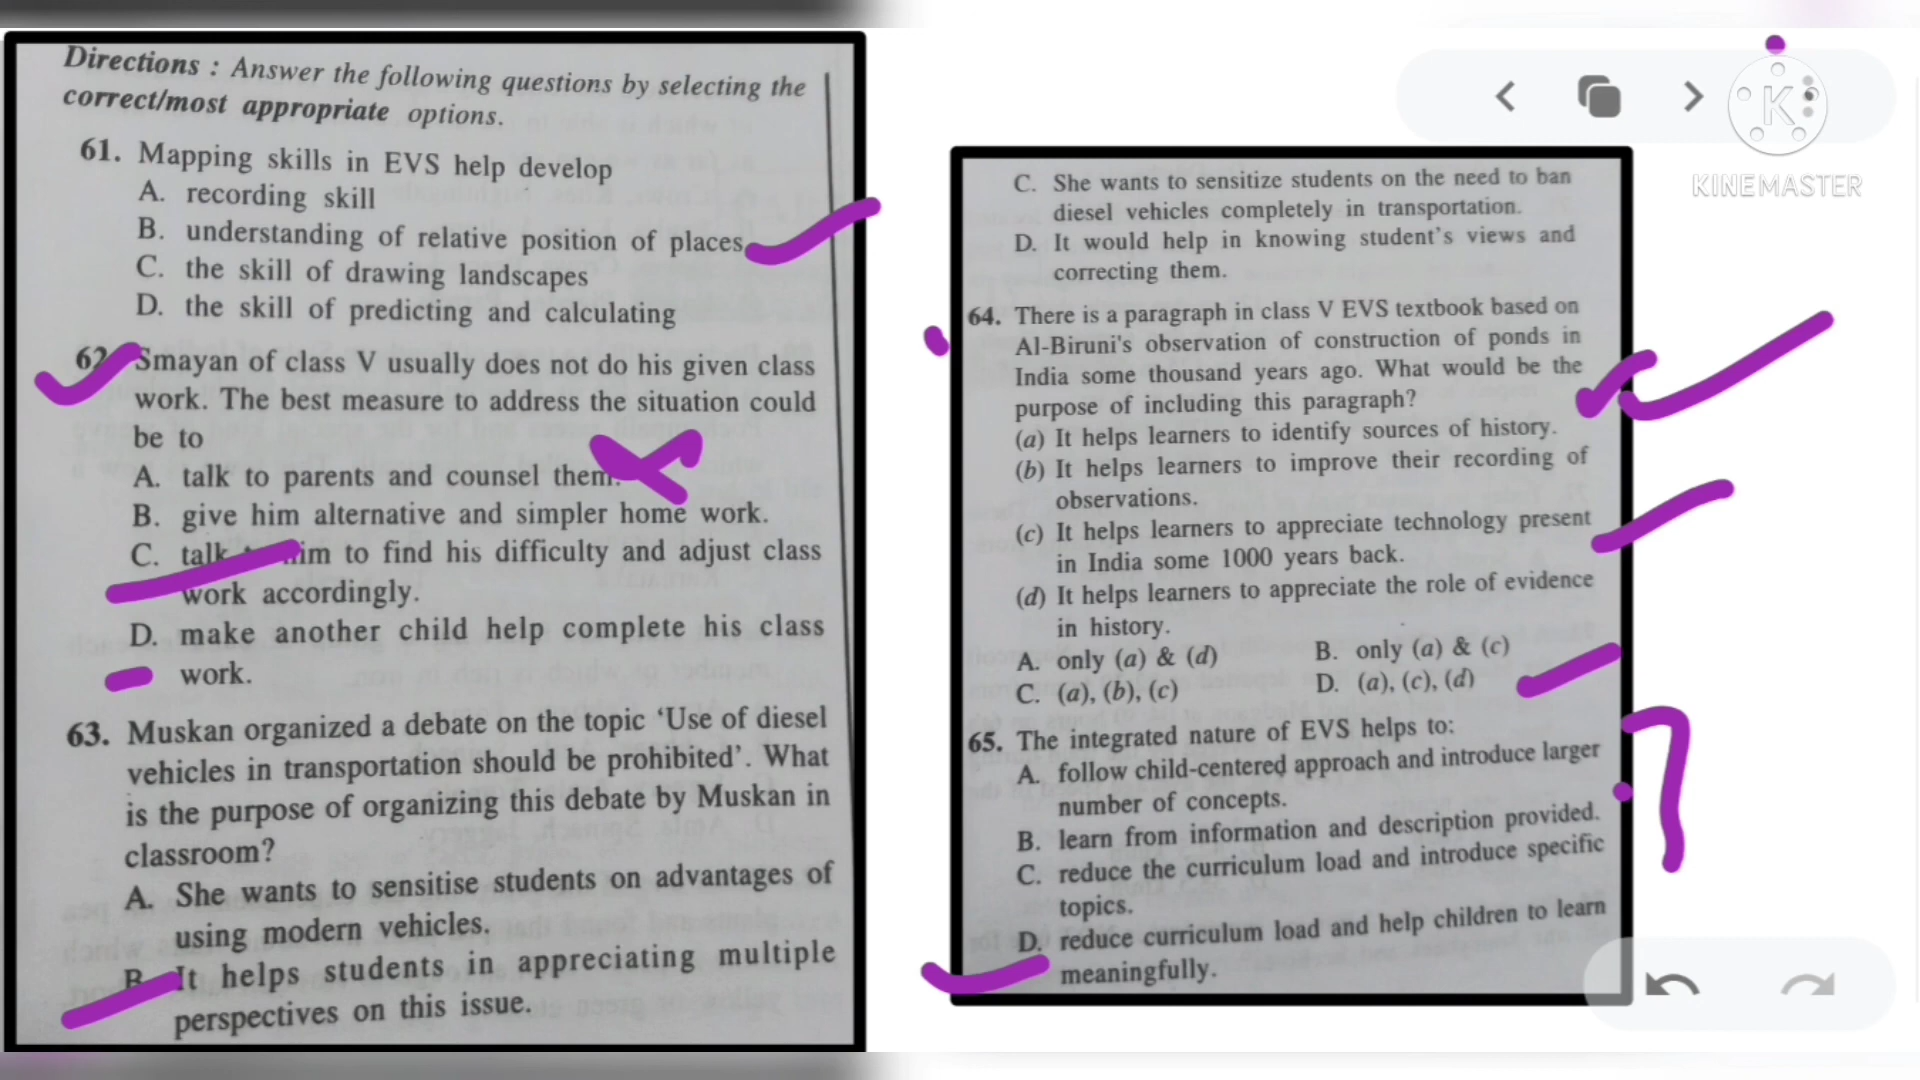 Directions : Answer the following questions by selecting the
correct/most appropriate options.
61. Mapping skills in EVS help develop
A. recording skill
B. understanding of relative position of places
C. the skill of drawing landscapes
D. the skill of predicting and calculating
62. Smayan of class V usually does not do his given class
work. The best measure to address the situation could
be to
A. talk to parents and counsel them.
B. give him alternative and simpler home work.
C. talk to him to find his difficulty and adjust class
work accordingly.
D. make another child help complete his class
work.
63. Muskan organized a debate on the topic 'Use of diesel
vehicles in transportation should be prohibited'. What
is the purpose of organizing this debate by Muskan in
classroom?
A. She wants to sensitise students on advantages of
using modern vehicles.
B. It helps students in appreciating multiple
perspectives on this issue.
C. She wants to sensitize students on the need to ban
diesel vehicles completely in transportation.
D. It would help in knowing student's views and
correcting them.
64. There is a paragraph in class V EVS textbook based on
Al-Biruni's observation of construction of ponds in
India some thousand years ago. What would be the
purpose of including this paragraph?
(a) It helps learners to identify sources of history.
(b) It helps learners to improve their recording of
observations.
(c) It helps learners to appreciate technology present
in India some 1000 years back.
(d) It helps learners to appreciate the role of evidence
in history.
A. only (a) & (d) B. only (a) & (c)
C. (a), (b), (c) D. (a), (c), (d)
65. The integrated nature of EVS helps to:
A. follow child-centered approach and introduce larger
number of concepts.
B. learn from information and description provided.
C. reduce the curriculum load and introduce specific
topics.
D. reduce curriculum load and help children to learn
meaningfully.
K
KINEMASTER